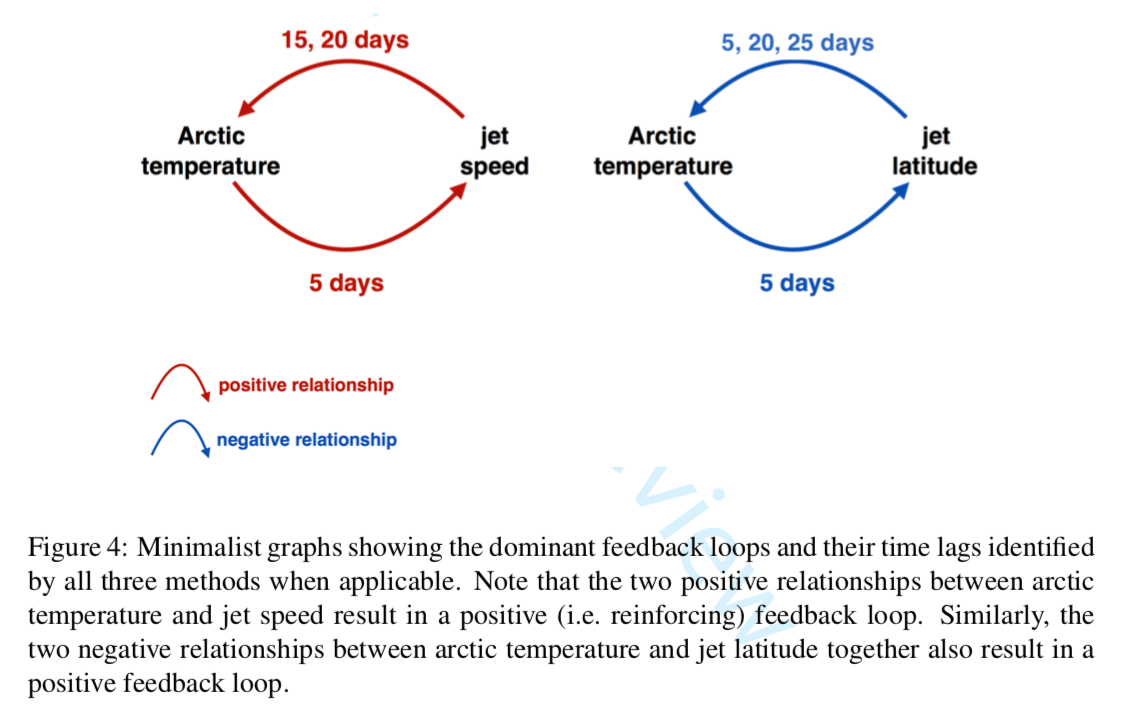 15, 20 days
Arctic
temperature
jet
speed
5 days
5, 20, 25 days
Arctic
temperature
jet
latitude
5 days
positive relationship
negative relationship
view
Figure 4: Minimalist graphs showing the dominant feedback loops and their time lags identified
by all three methods when applicable. Note that the two positive relationships between arctic
temperature and jet speed result in a positive (i.e. reinforcing) feedback loop. Similarly, the
two negative relationships between arctic temperature and jet latitude together also result in a
positive feedback loop.